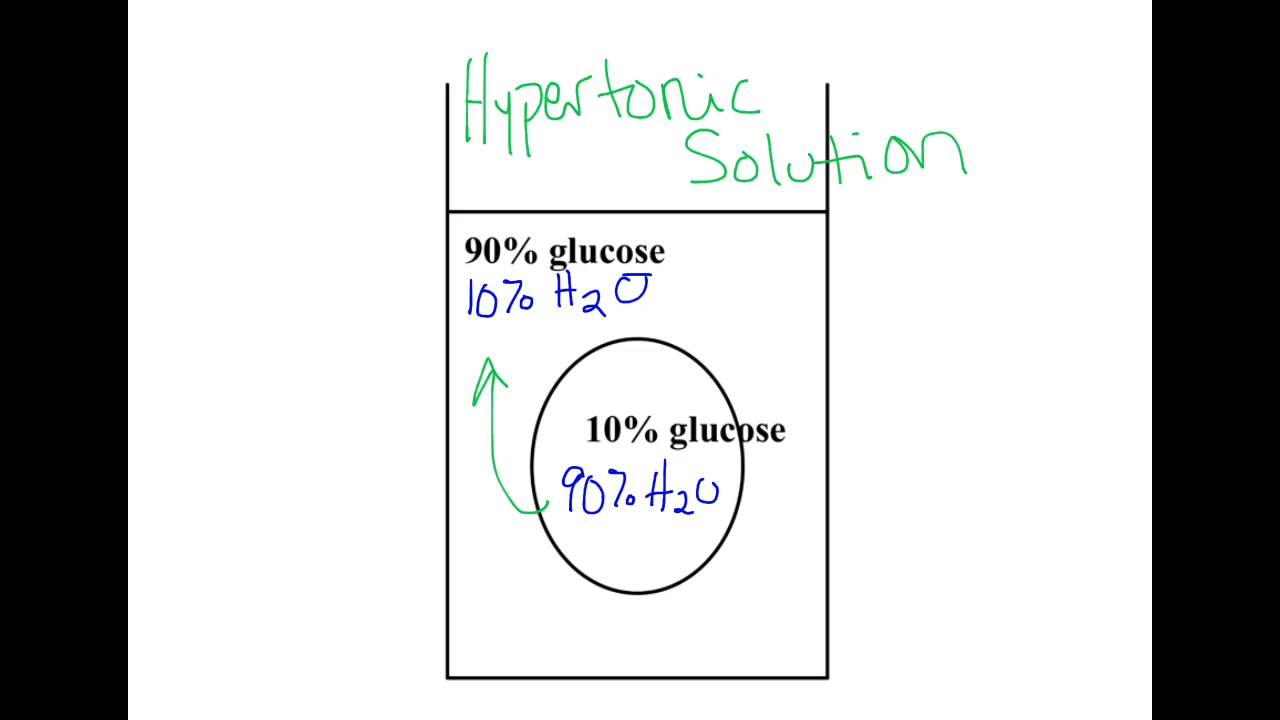 Hypertonic
Solution
90% glucose
10% H2O
10% glucose
90% H2O